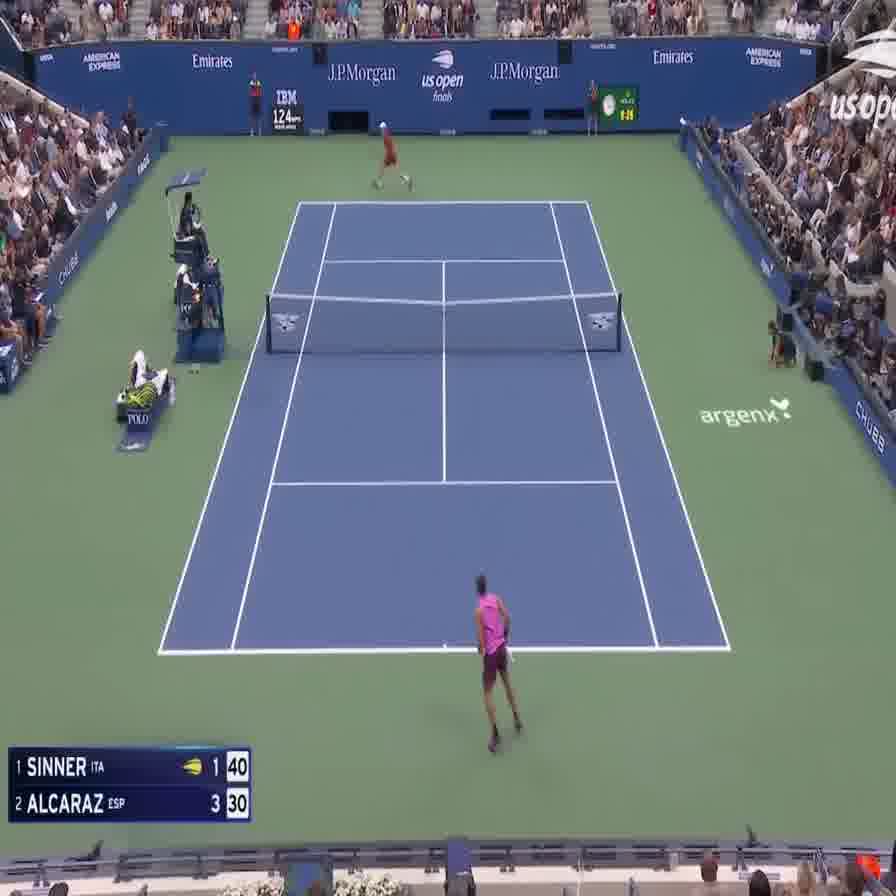 AMERICAN EXPRESS
Emirates
J.P.Morgan
us open
finals
J.P.Morgan
Emirates
AMERICAN EXPRESS
IBM
124 MPH
us open
CHUBB
POLO
argenx
CHUBB
1 SINNER ITA 1 40
2 ALCARAZ ESP 3 30